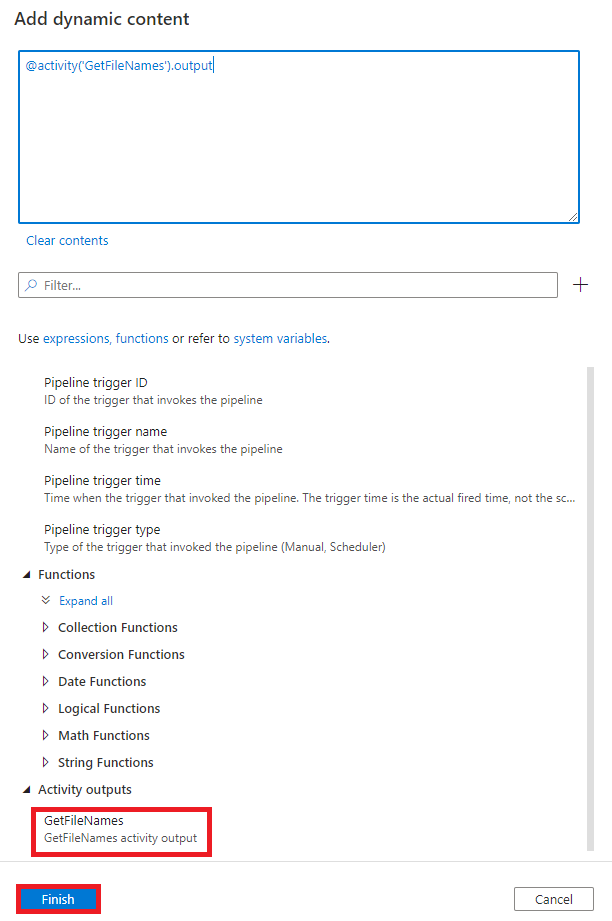 Add dynamic content
@activity('GetFileNames').output
Clear contents
Filter...
Use expressions, functions or refer to system variables.
Pipeline trigger ID
ID of the trigger that invokes the pipeline
Pipeline trigger name
Name of the trigger that invokes the pipeline
Pipeline trigger time
Time when the trigger that invoked the pipeline. The trigger time is the actual fired time, not the sc...
Pipeline trigger type
Type of the trigger that invoked the pipeline (Manual, Scheduler)
Functions
Expand all
Collection Functions
Conversion Functions
Date Functions
Logical Functions
Math Functions
String Functions
Activity outputs
GetFileNames
GetFileNames activity output
Finish
Cancel